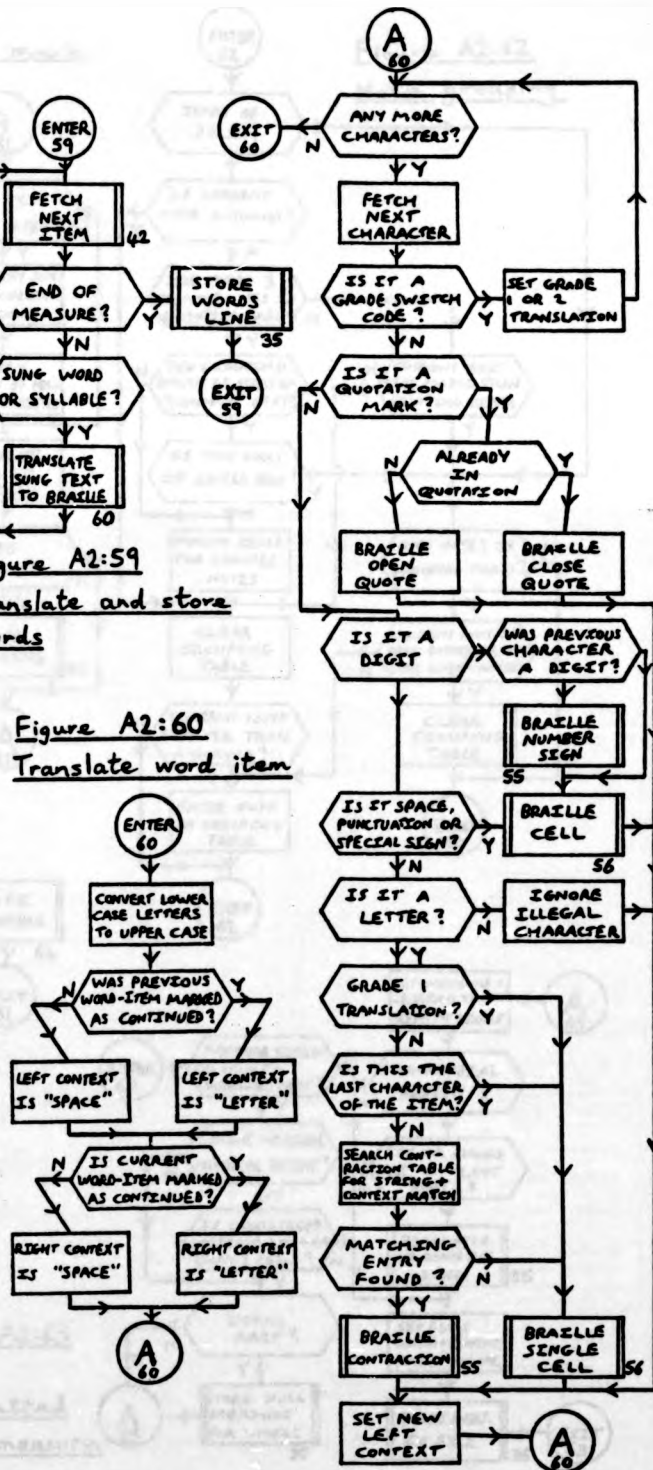 ENTER
59
FETCH
NEXT
ITEM
42
END OF
MEASURE?
Y
N
STORE
WORDS
LINE
35
EXIT
59
SUNG WORD
OR SYLLABLE?
Y
TRANSLATE
SUNG TEXT
TO BRAILLE
60
gure A2:59
anslate and store
rds
Figure A2:60
Translate word item
ENTER
60
CONVERT LOWER
CASE LETTERS
TO UPPER CASE
WAS PREVIOUS
WORD-ITEM MARKED
AS CONTINUED?
N
Y
LEFT CONTEXT
IS "SPACE"
LEFT CONTEXT
IS "LETTER"
IS CURRENT
WORD-ITEM MARKED
AS CONTINUED?
N
Y
RIGHT CONTEXT
IS "SPACE"
RIGHT CONTEXT
IS "LETTER"
A
60
A
60
ANY MORE
CHARACTERS?
N
Y
EXIT
60
FETCH
NEXT
CHARACTER
IS IT A
GRADE SWITCH
CODE?
Y
N
SET GRADE
1 OR 2
TRANSLATION
IS IT A
QUOTATION
MARK?
N
Y
ALREADY
IN
QUOTATION
N
Y
BRAILLE
OPEN
QUOTE
BRAILLE
CLOSE
QUOTE
IS IT A
DIGIT
WAS PREVIOUS
CHARACTER
A DIGIT?
BRAILLE
NUMBER
SIGN
55
IS IT SPACE,
PUNCTUATION OR
SPECIAL SIGN?
Y
N
BRAILLE
CELL
56
IS IT A
LETTER?
N
Y
IGNORE
ILLEGAL
CHARACTER
GRADE 1
TRANSLATION?
Y
N
IS THIS THE
LAST CHARACTER
OF THE ITEM?
Y
N
SEARCH CONT-
RACTION TABLE
FOR STRING+
CONTEXT MATCH
MATCHING
ENTRY
FOUND?
N
Y
BRAILLE
CONTRACTION
55
BRAILLE
SINGLE
CELL
56
SET NEW
LEFT
CONTEXT
A
60